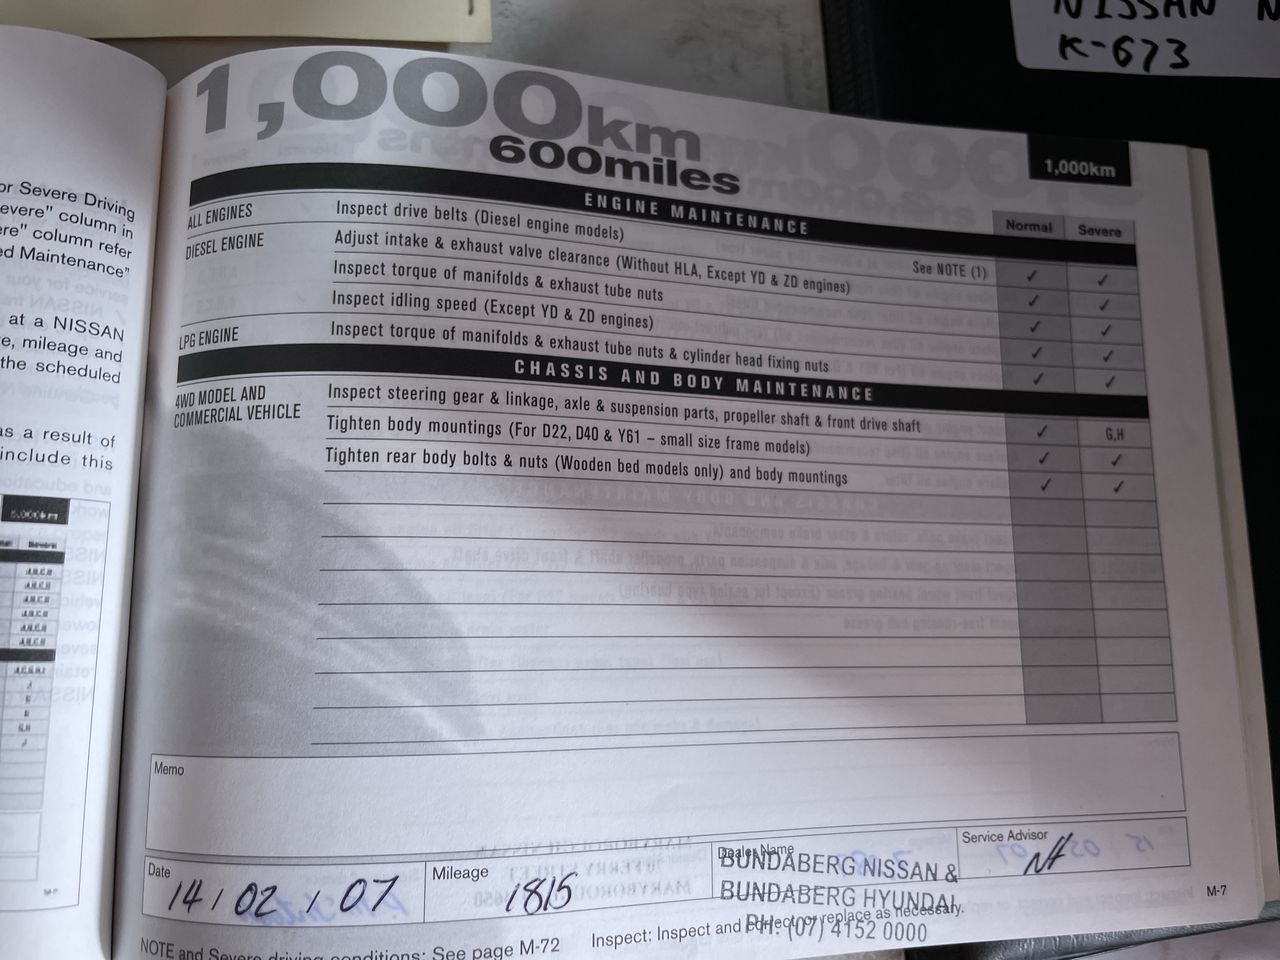 NISSAN N
K-673
or Severe Driving
evere" column in
ere" column refer
ed Maintenance"
at a NISSAN
e, mileage and
the scheduled
as a result of
include this
1,000km
600miles
1,000km
ENGINE MAINTENANCE
Normal Severe
ALL ENGINES Inspect drive belts (Diesel engine models) See NOTE (1) ✓ ✓
DIESEL ENGINE Adjust intake & exhaust valve clearance (Without HLA, Except YD & ZD engines) ✓ ✓
Inspect torque of manifolds & exhaust tube nuts ✓ ✓
Inspect idling speed (Except YD & ZD engines) ✓ ✓
LPG ENGINE Inspect torque of manifolds & exhaust tube nuts & cylinder head fixing nuts ✓ ✓
CHASSIS AND BODY MAINTENANCE
4WD MODEL AND
COMMERCIAL VEHICLE
Inspect steering gear & linkage, axle & suspension parts, propeller shaft & front drive shaft ✓ G,H
Tighten body mountings (For D22, D40 & Y61 – small size frame models) ✓ ✓
Tighten rear body bolts & nuts (Wooden bed models only) and body mountings ✓ ✓
Memo
Date
14/02/07
Mileage
1815
Dealer Name
BUNDABERG NISSAN &
BUNDABERG HYUNDAI
PH: (07) 4152 0000
Service Advisor
NOTE and Severe driving conditions: See page M-72
Inspect: Inspect and correct or replace as necessary.
M-7